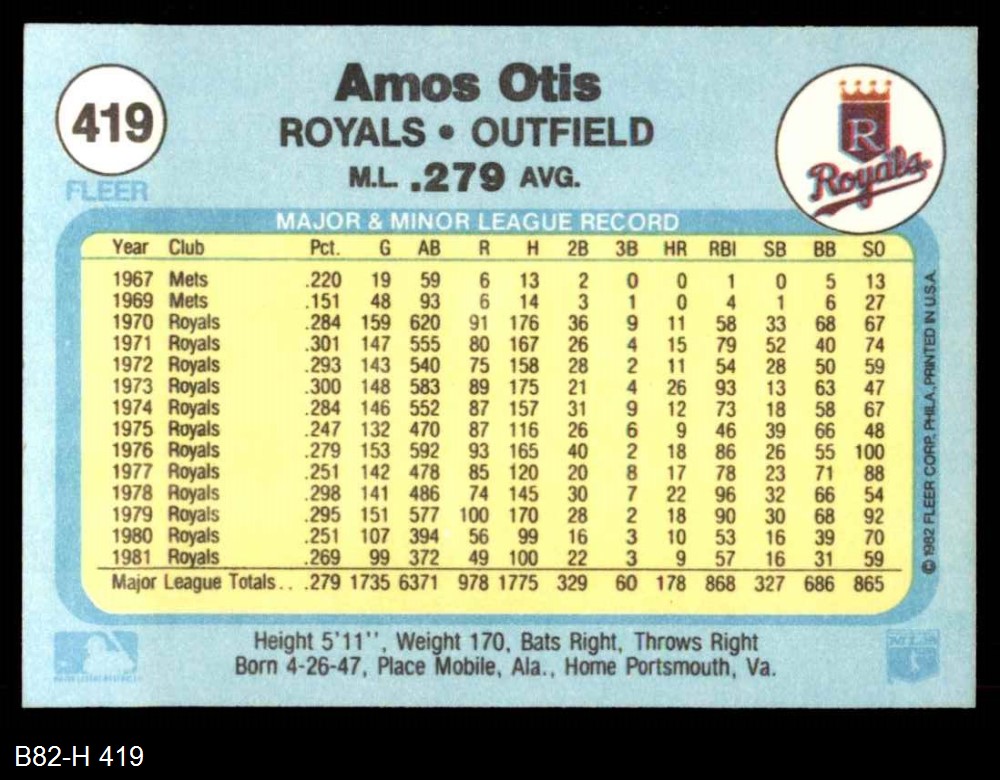 419
FLEER
Amos Otis
ROYALS • OUTFIELD
M.L. .279 AVG.
R
Royals
MAJOR & MINOR LEAGUE RECORD
Year Club Pct. G AB R H 2B 3B HR RBI SB BB SO
1967 Mets .220 19 59 6 13 2 0 0 1 0 5 13
1969 Mets .151 48 93 6 14 3 1 0 4 1 6 27
1970 Royals .284 159 620 91 176 36 9 11 58 33 68 67
1971 Royals .301 147 555 80 167 26 4 15 79 52 40 74
1972 Royals .293 143 540 75 158 28 2 11 54 28 50 59
1973 Royals .300 148 583 89 175 21 4 26 93 13 63 47
1974 Royals .284 146 552 87 157 31 9 12 73 18 58 67
1975 Royals .247 132 470 87 116 26 6 9 46 39 66 48
1976 Royals .279 153 592 93 165 40 2 18 86 26 55 100
1977 Royals .251 142 478 85 120 20 8 17 78 23 71 88
1978 Royals .298 141 486 74 145 30 7 22 96 32 66 54
1979 Royals .295 151 577 100 170 28 2 18 90 30 68 92
1980 Royals .251 107 394 56 99 16 3 10 53 16 39 70
1981 Royals .269 99 372 49 100 22 3 9 57 16 31 59
Major League Totals . . .279 1735 6371 978 1775 329 60 178 868 327 686 865
© 1982 FLEER CORP. PHILA., PRINTED IN U.S.A.
Height 5'11'', Weight 170, Bats Right, Throws Right
Born 4-26-47, Place Mobile, Ala., Home Portsmouth, Va.
B82-H 419